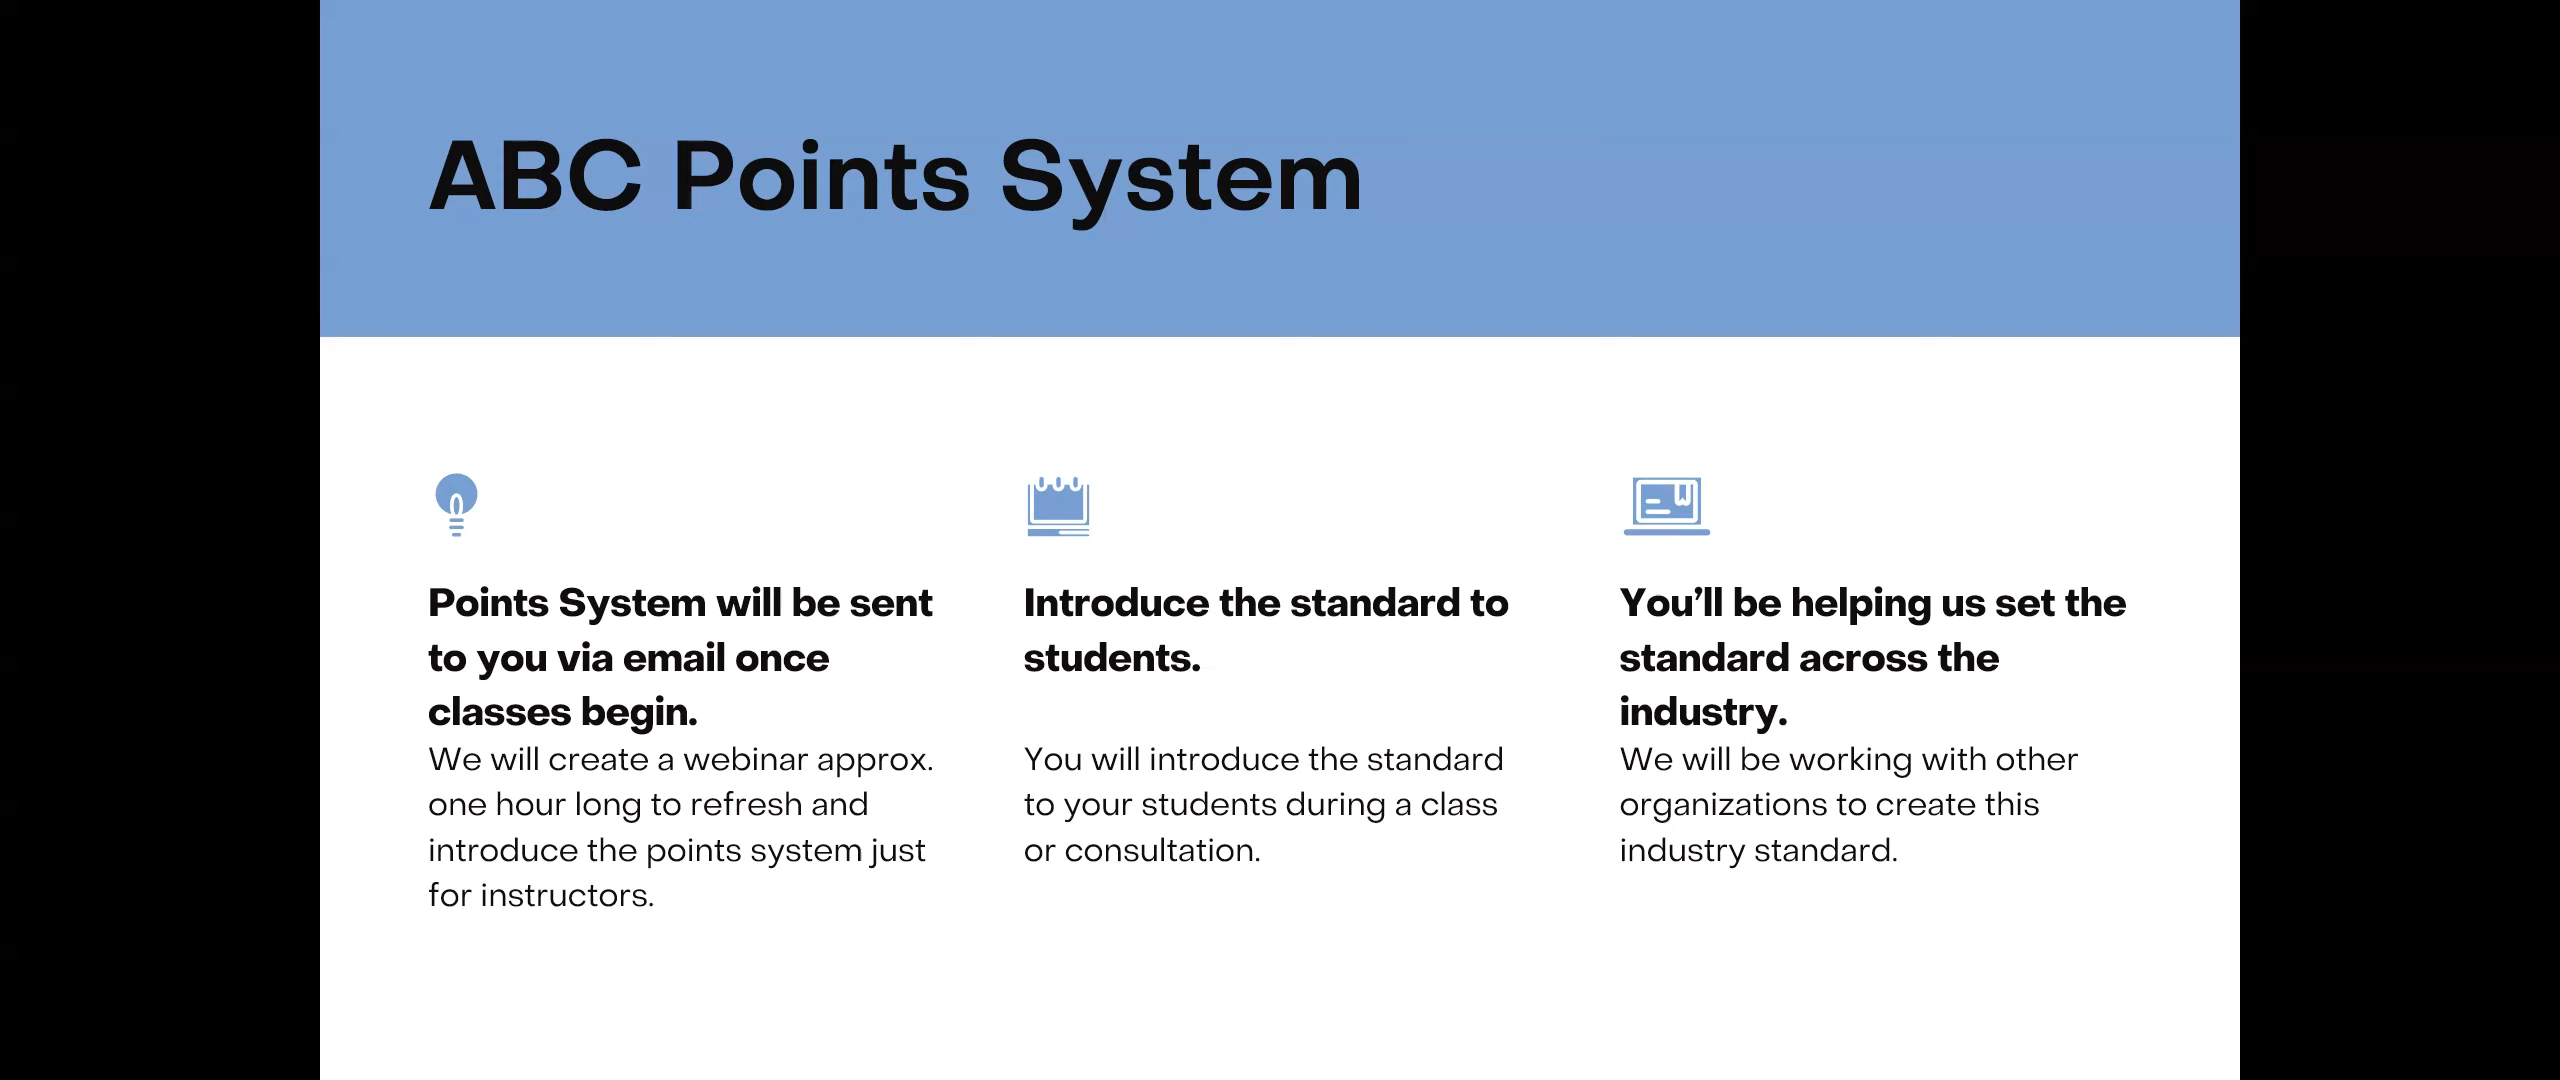 ABC Points System
Points System will be sent
to you via email once
classes begin.
We will create a webinar approx.
one hour long to refresh and
introduce the points system just
for instructors.
Introduce the standard to
students.
You will introduce the standard
to your students during a class
or consultation.
You’ll be helping us set the
standard across the
industry.
We will be working with other
organizations to create this
industry standard.